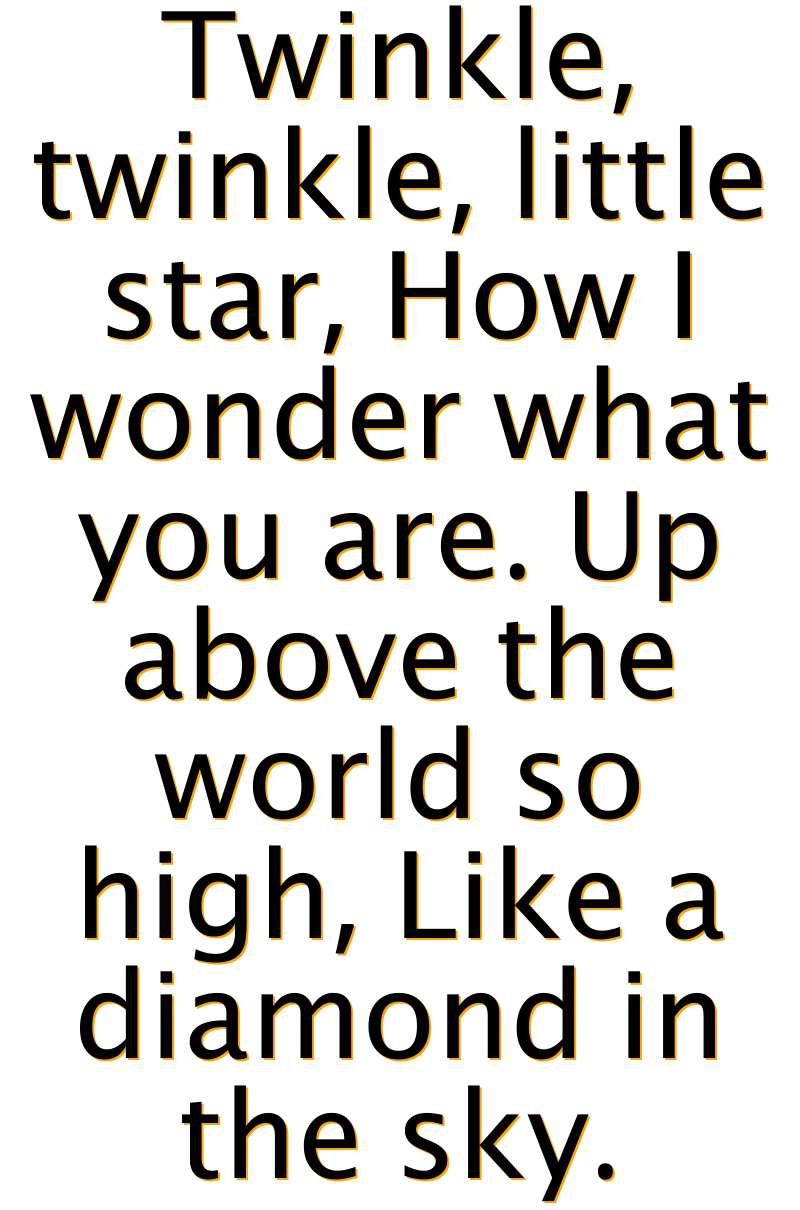 Twinkle,
twinkle, little
star, How I
wonder what
you are. Up
above the
world so
high, Like a
diamond in
the sky.